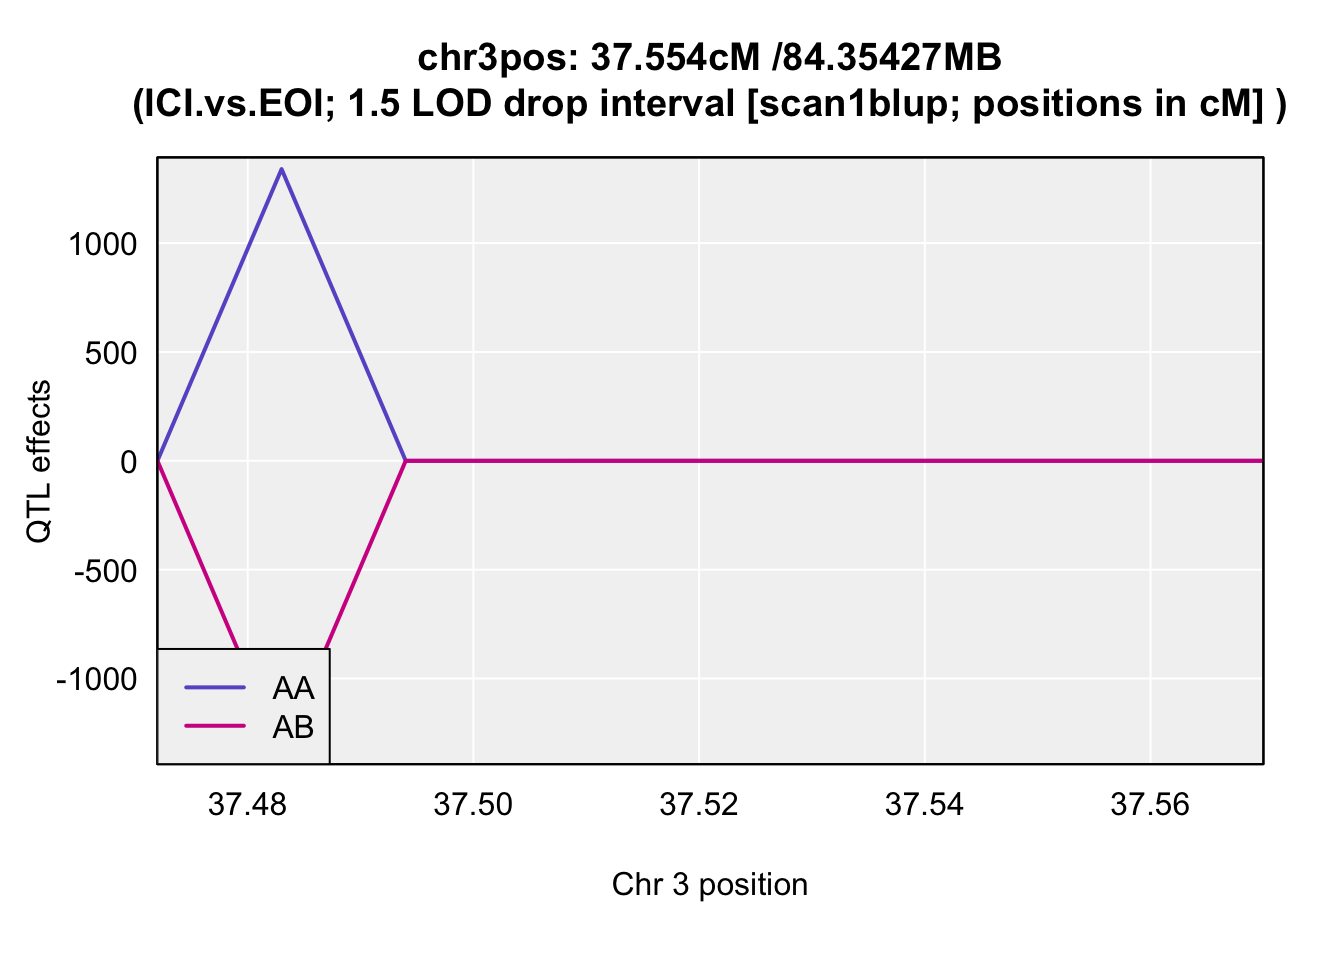 chr3pos: 37.554cM /84.35427MB
(ICI.vs.EOI; 1.5 LOD drop interval [scan1blup; positions in cM] )
QTL effects
1000
500
0
-500
-1000
AA
AB
37.48 37.50 37.52 37.54 37.56
Chr 3 position